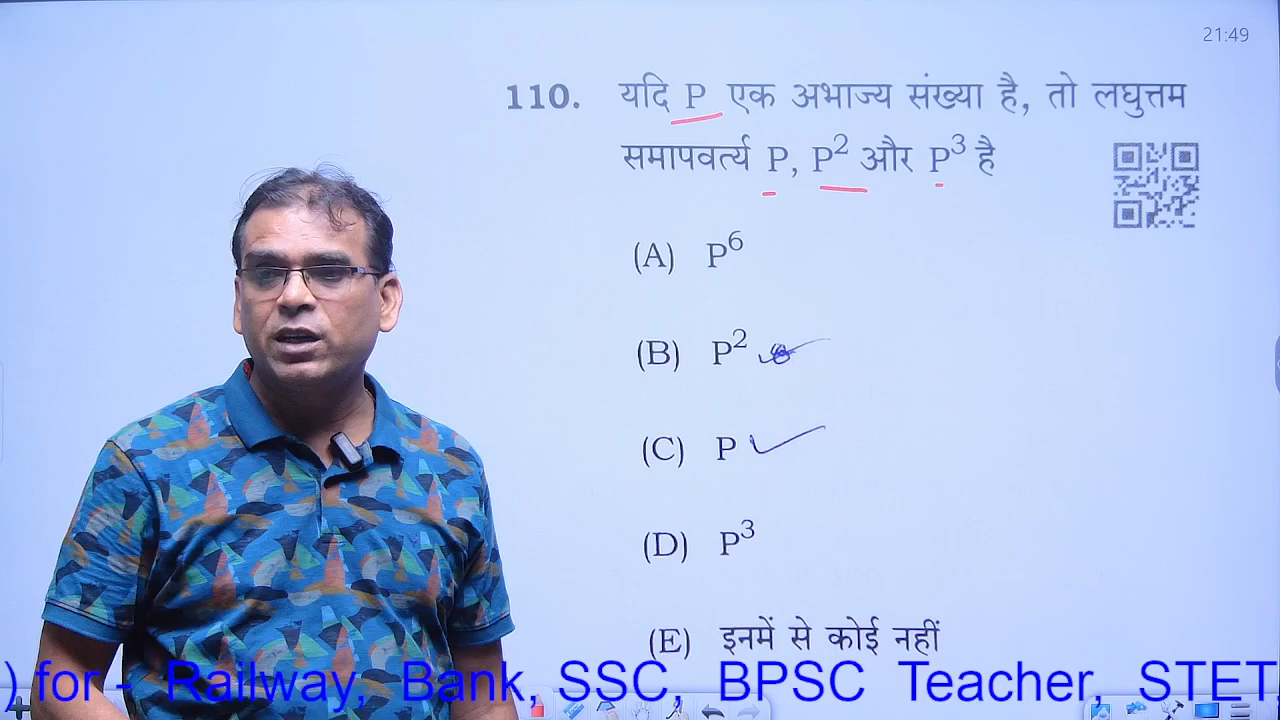 21:49
110. यदि P एक अभाज्य संख्या है, तो लघुत्तम
समापवर्त्य P, P² और P³ है
(A) P⁶
(B) P²
(C) P
(D) P³
(E) इनमें से कोई नहीं
) for - Railway, Bank, SSC, BPSC Teacher, STET